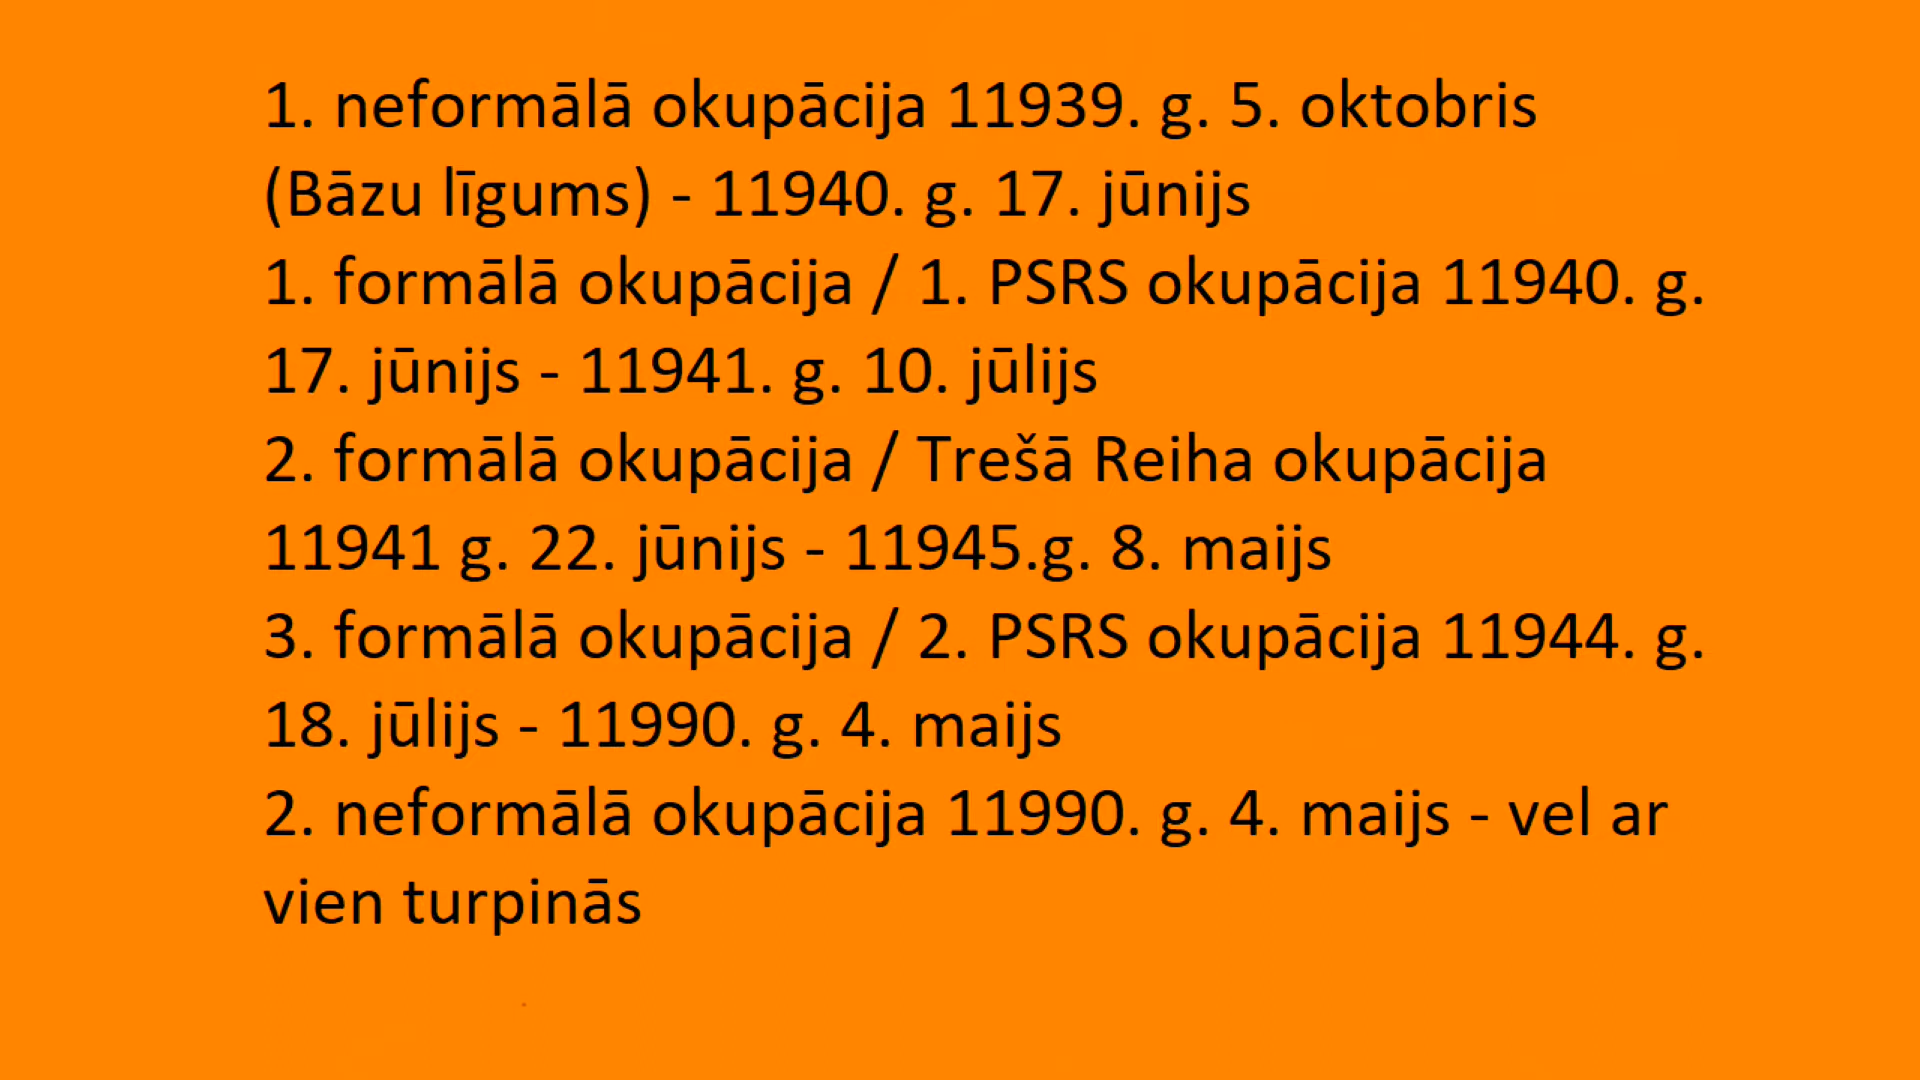 1. neformālā okupācija 11939. g. 5. oktobris
(Bāzu līgums) - 11940. g. 17. jūnijs
1. formālā okupācija / 1. PSRS okupācija 11940. g.
17. jūnijs - 11941. g. 10. jūlijs
2. formālā okupācija / Trešā Reiha okupācija
11941 g. 22. jūnijs - 11945.g. 8. maijs
3. formālā okupācija / 2. PSRS okupācija 11944. g.
18. jūlijs - 11990. g. 4. maijs
2. neformālā okupācija 11990. g. 4. maijs - vel ar
vien turpinās